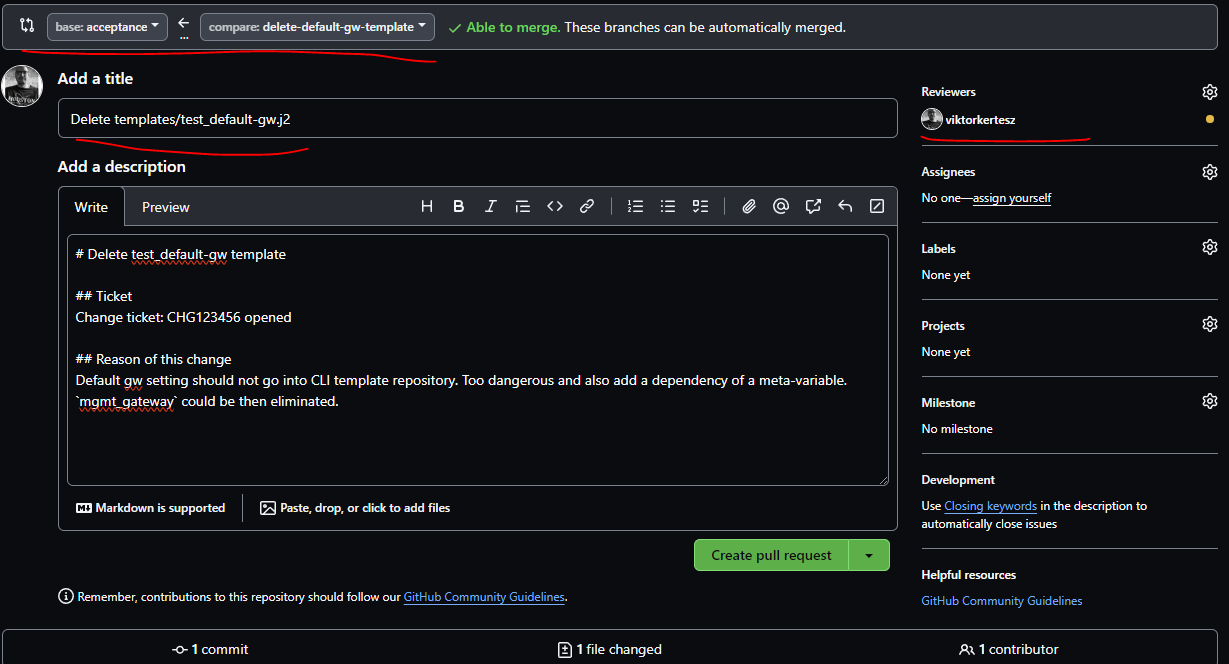 base: acceptance ... compare: delete-default-gw-template Able to merge. These branches can be automatically merged.
Add a title
Delete templates/test_default-gw.j2
Add a description
Write Preview
# Delete test_default-gw template
## Ticket
Change ticket: CHG123456 opened
## Reason of this change
Default gw setting should not go into CLI template repository. Too dangerous and also add a dependency of a meta-variable.
`mgmt_gateway` could be then eliminated.
Markdown is supported Paste, drop, or click to add files
Create pull request
Remember, contributions to this repository should follow our GitHub Community Guidelines.
Reviewers
viktorkertesz
Assignees
No one—assign yourself
Labels
None yet
Projects
None yet
Milestone
No milestone
Development
Use Closing keywords in the description to
automatically close issues
Helpful resources
GitHub Community Guidelines
1 commit 1 file changed 1 contributor